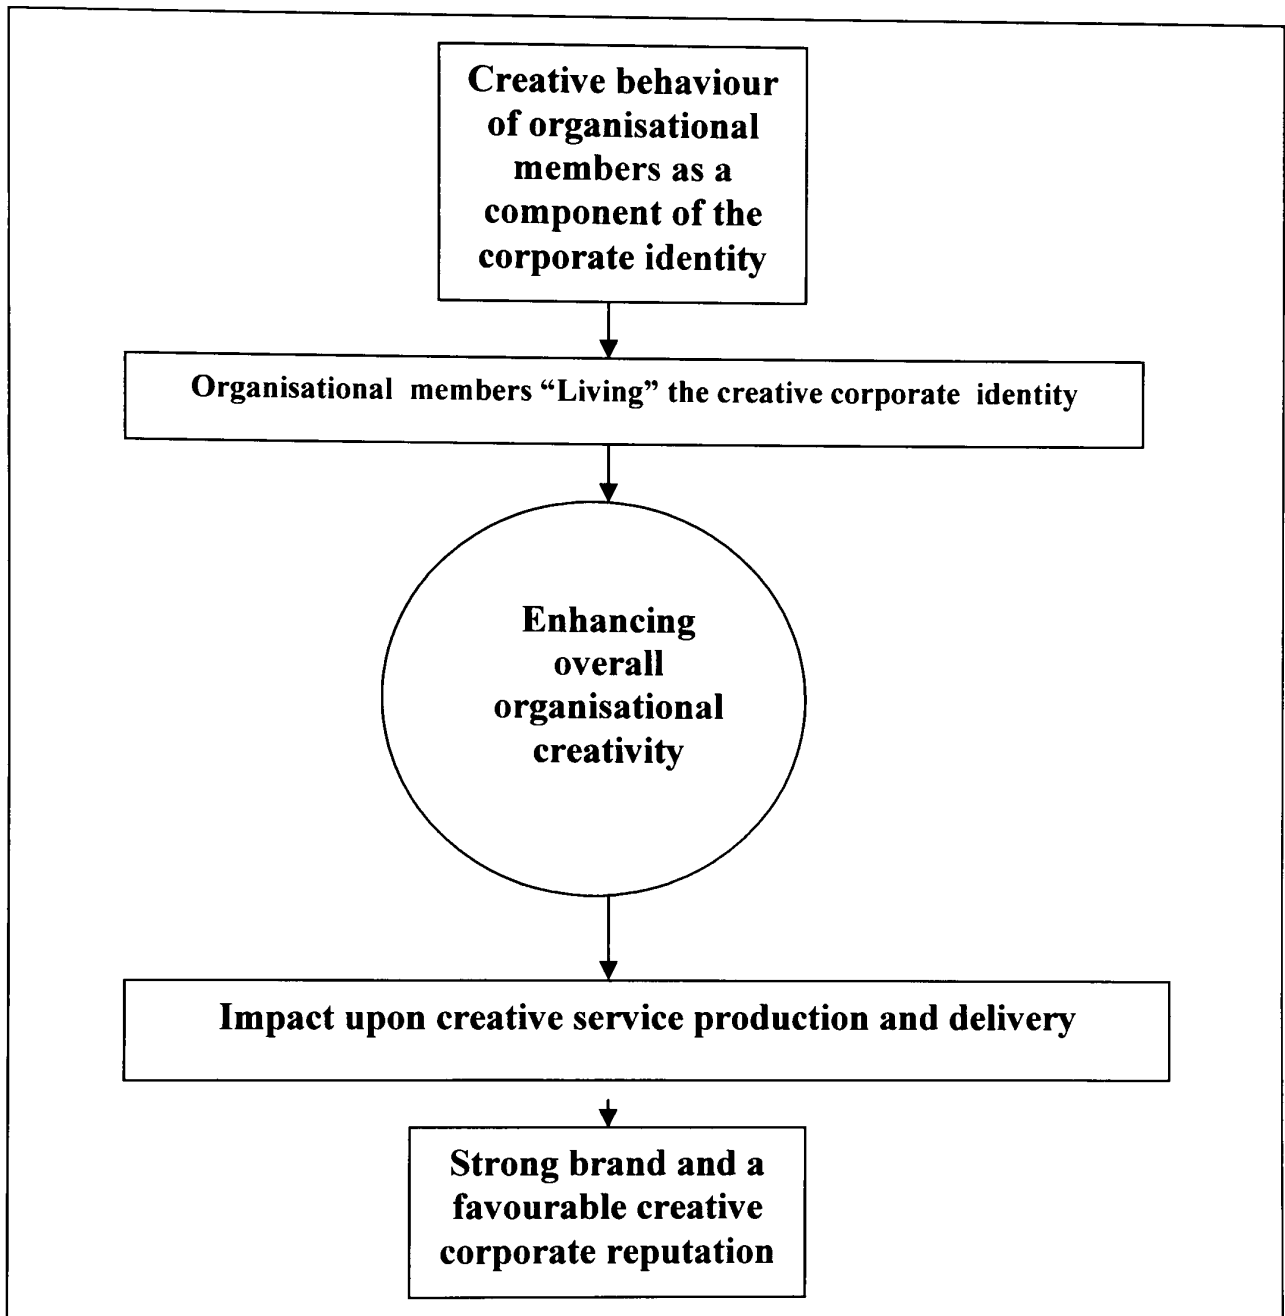 Creative behaviour
of organisational
members as a
component of the
corporate identity
Organisational members “Living” the creative corporate identity
Enhancing
overall
organisational
creativity
Impact upon creative service production and delivery
Strong brand and a
favourable creative
corporate reputation